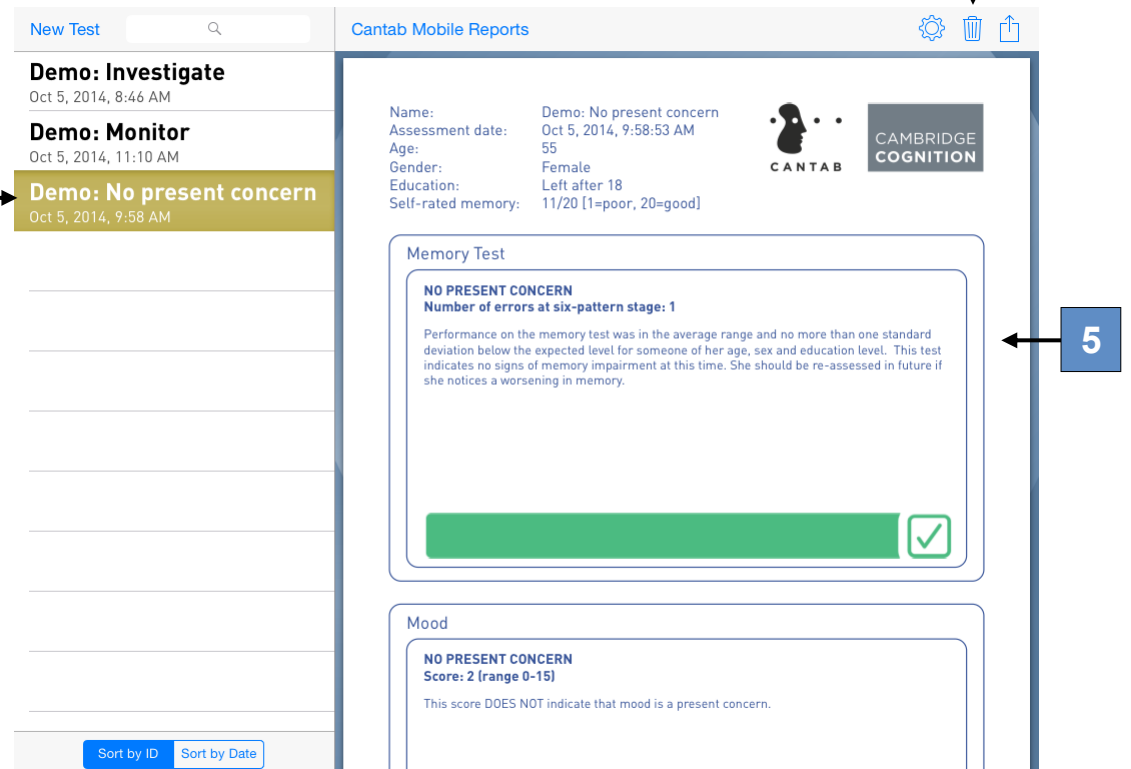 New Test
Cantab Mobile Reports
Demo: Investigate
Oct 5, 2014, 8:46 AM
Demo: Monitor
Oct 5, 2014, 11:10 AM
Demo: No present concern
Oct 5, 2014, 9:58 AM
Sort by ID
Sort by Date
Name: Demo: No present concern
Assessment date: Oct 5, 2014, 9:58:53 AM
Age: 55
Gender: Female
Education: Left after 18
Self-rated memory: 11/20 [1=poor, 20=good]
CANTAB
CAMBRIDGE
COGNITION
Memory Test
NO PRESENT CONCERN
Number of errors at six-pattern stage: 1
Performance on the memory test was in the average range and no more than one standard
deviation below the expected level for someone of her age, sex and education level. This test
indicates no signs of memory impairment at this time. She should be re-assessed in future if
she notices a worsening in memory.
5
Mood
NO PRESENT CONCERN
Score: 2 (range 0-15)
This score DOES NOT indicate that mood is a present concern.